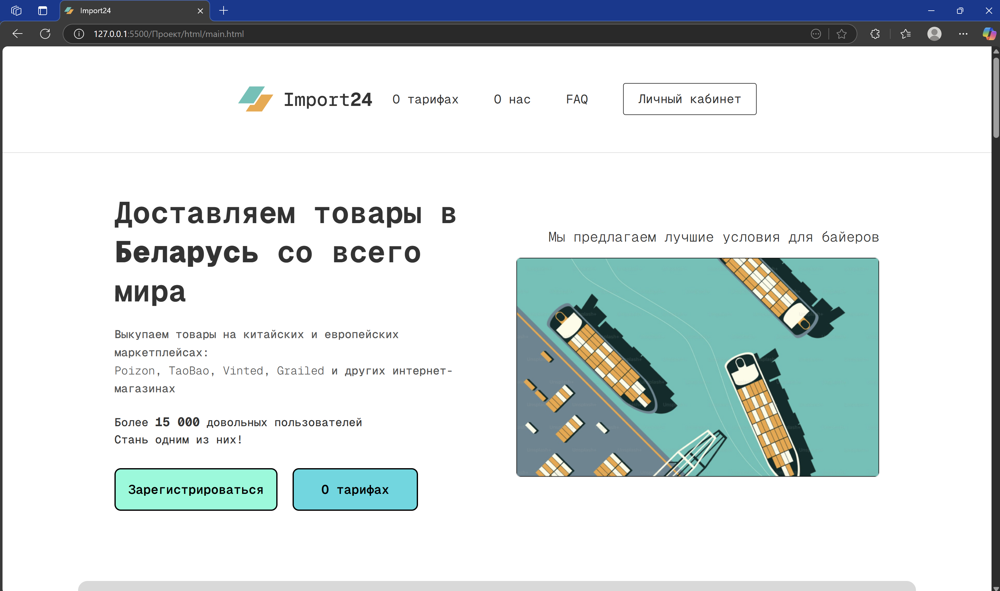 Import24
127.0.0.1:5500/Проект/html/main.html
Import24
О тарифах
О нас
FAQ
Личный кабинет
Доставляем товары в
Беларусь со всего
мира
Мы предлагаем лучшие условия для байеров
Выкупаем товары на китайских и европейских
маркетплейсах:
Poizon, TaoBao, Vinted, Grailed и других интернет-
магазинах
Более 15 000 довольных пользователей
Стань одним из них!
Зарегистрироваться
О тарифах